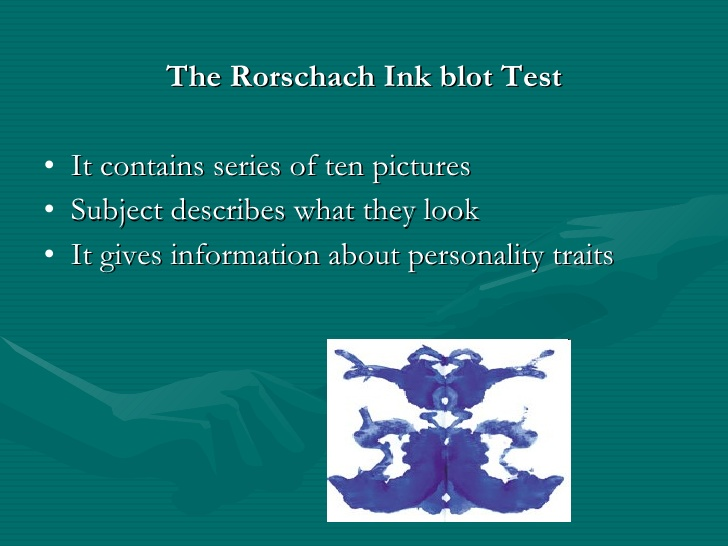 The Rorschach Ink blot Test
• It contains series of ten pictures
• Subject describes what they look
• It gives information about personality traits